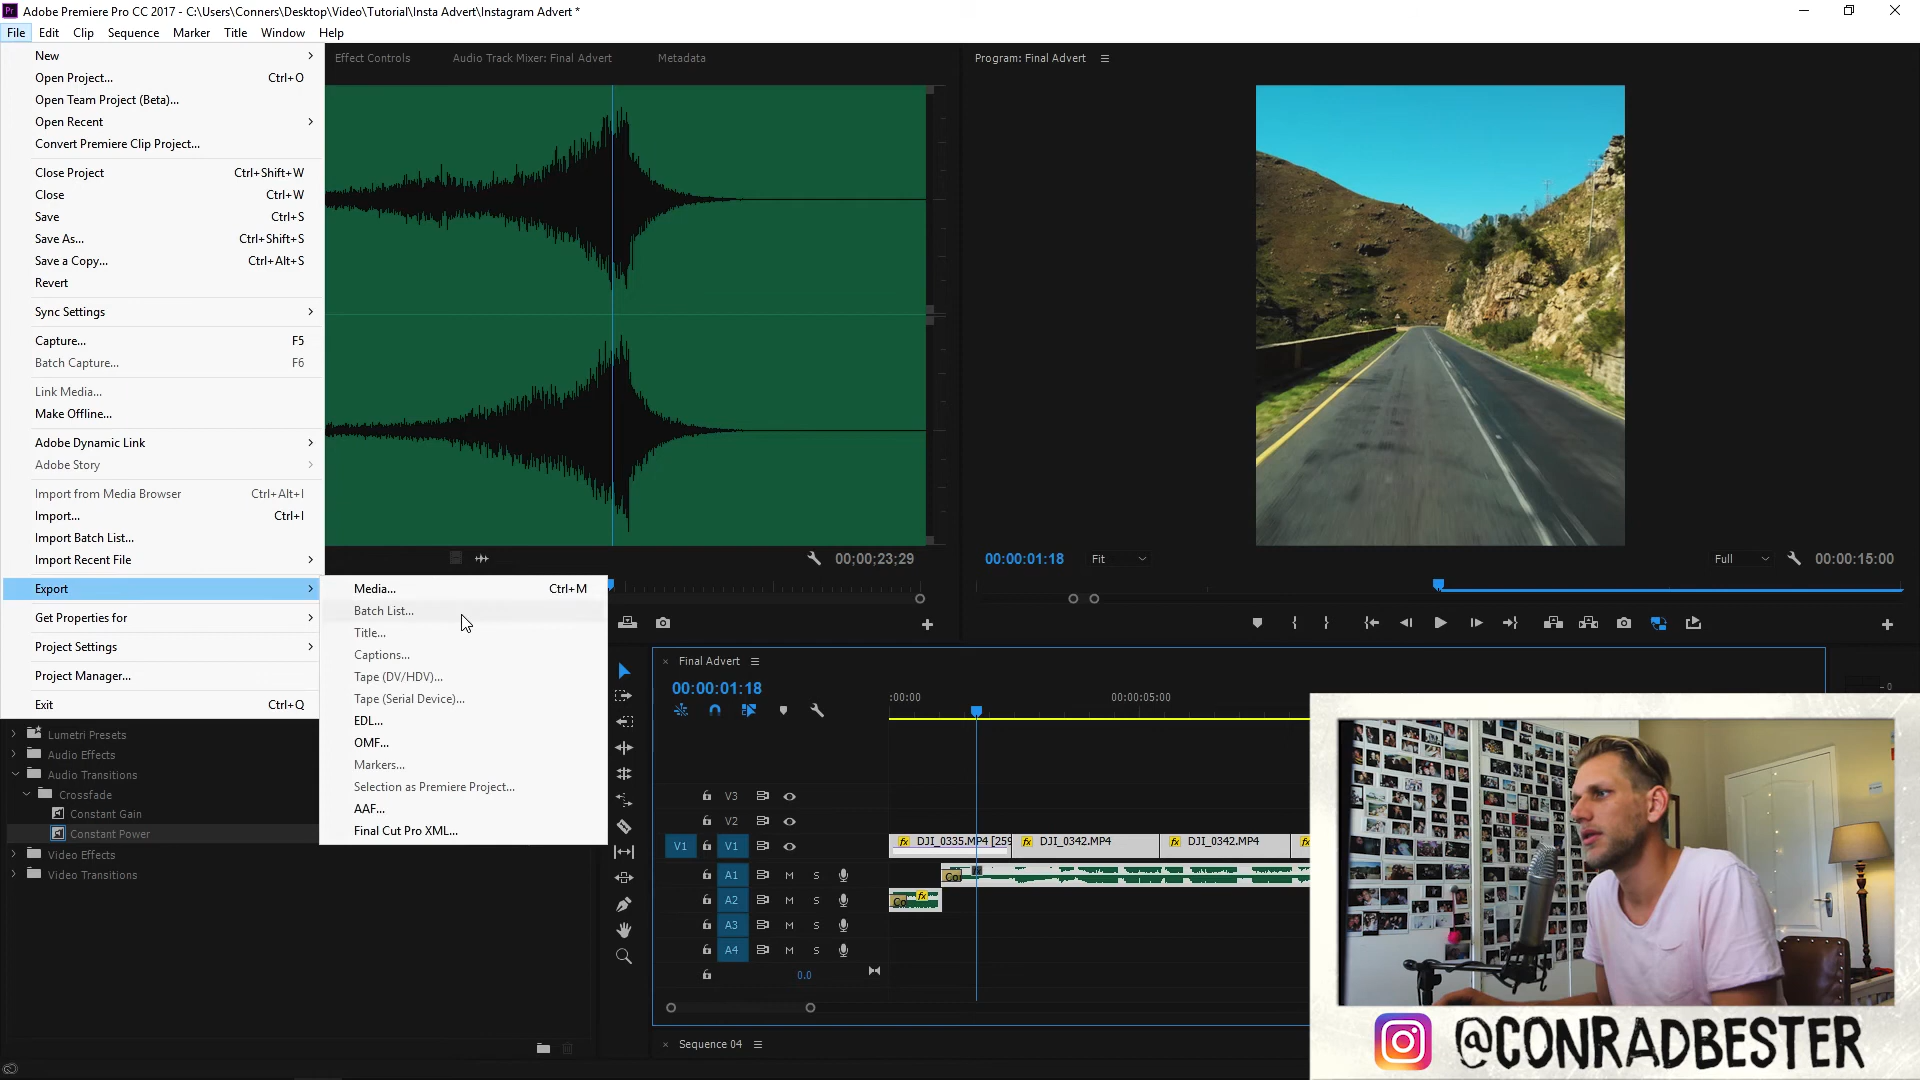 Adobe Premiere Pro CC 2017 - C:\Users\Conners\Desktop\Video\Tutorial\Insta Advert\Instagram Advert *
File Edit Clip Sequence Marker Title Window Help
New
Open Project... Ctrl+O
Open Team Project (Beta)...
Open Recent
Convert Premiere Clip Project...
Close Project Ctrl+Shift+W
Close Ctrl+W
Save Ctrl+S
Save As... Ctrl+Shift+S
Save a Copy... Ctrl+Alt+S
Revert
Sync Settings
Capture... F5
Batch Capture... F6
Link Media...
Make Offline...
Adobe Dynamic Link
Adobe Story
Import from Media Browser Ctrl+Alt+I
Import... Ctrl+I
Import Batch List...
Import Recent File
Export
Get Properties for
Project Settings
Project Manager...
Exit Ctrl+Q
Media... Ctrl+M
Batch List...
Title...
Captions...
Tape (DV/HDV)...
Tape (Serial Device)...
EDL...
OMF...
Markers...
Selection as Premiere Project...
AAF...
Final Cut Pro XML...
Effect Controls Audio Track Mixer: Final Advert Metadata
00;00;23;29
Program: Final Advert
00:00:01:18 Fit Full 00:00:15:00
Lumetri Presets
Audio Effects
Audio Transitions
Crossfade
Constant Gain
Constant Power
Video Effects
Video Transitions
Final Advert
00:00:01:18
:00:00 00:00:05:00
V3
V2
V1 V1 fx DJI_0335.MP4 [259 fx DJI_0342.MP4 fx DJI_0342.MP4 fx
A1 M S Co
A2 M S Co fx
A3 M S
A4 M S
0.0
Sequence 04
- 0
@CONRADBESTER